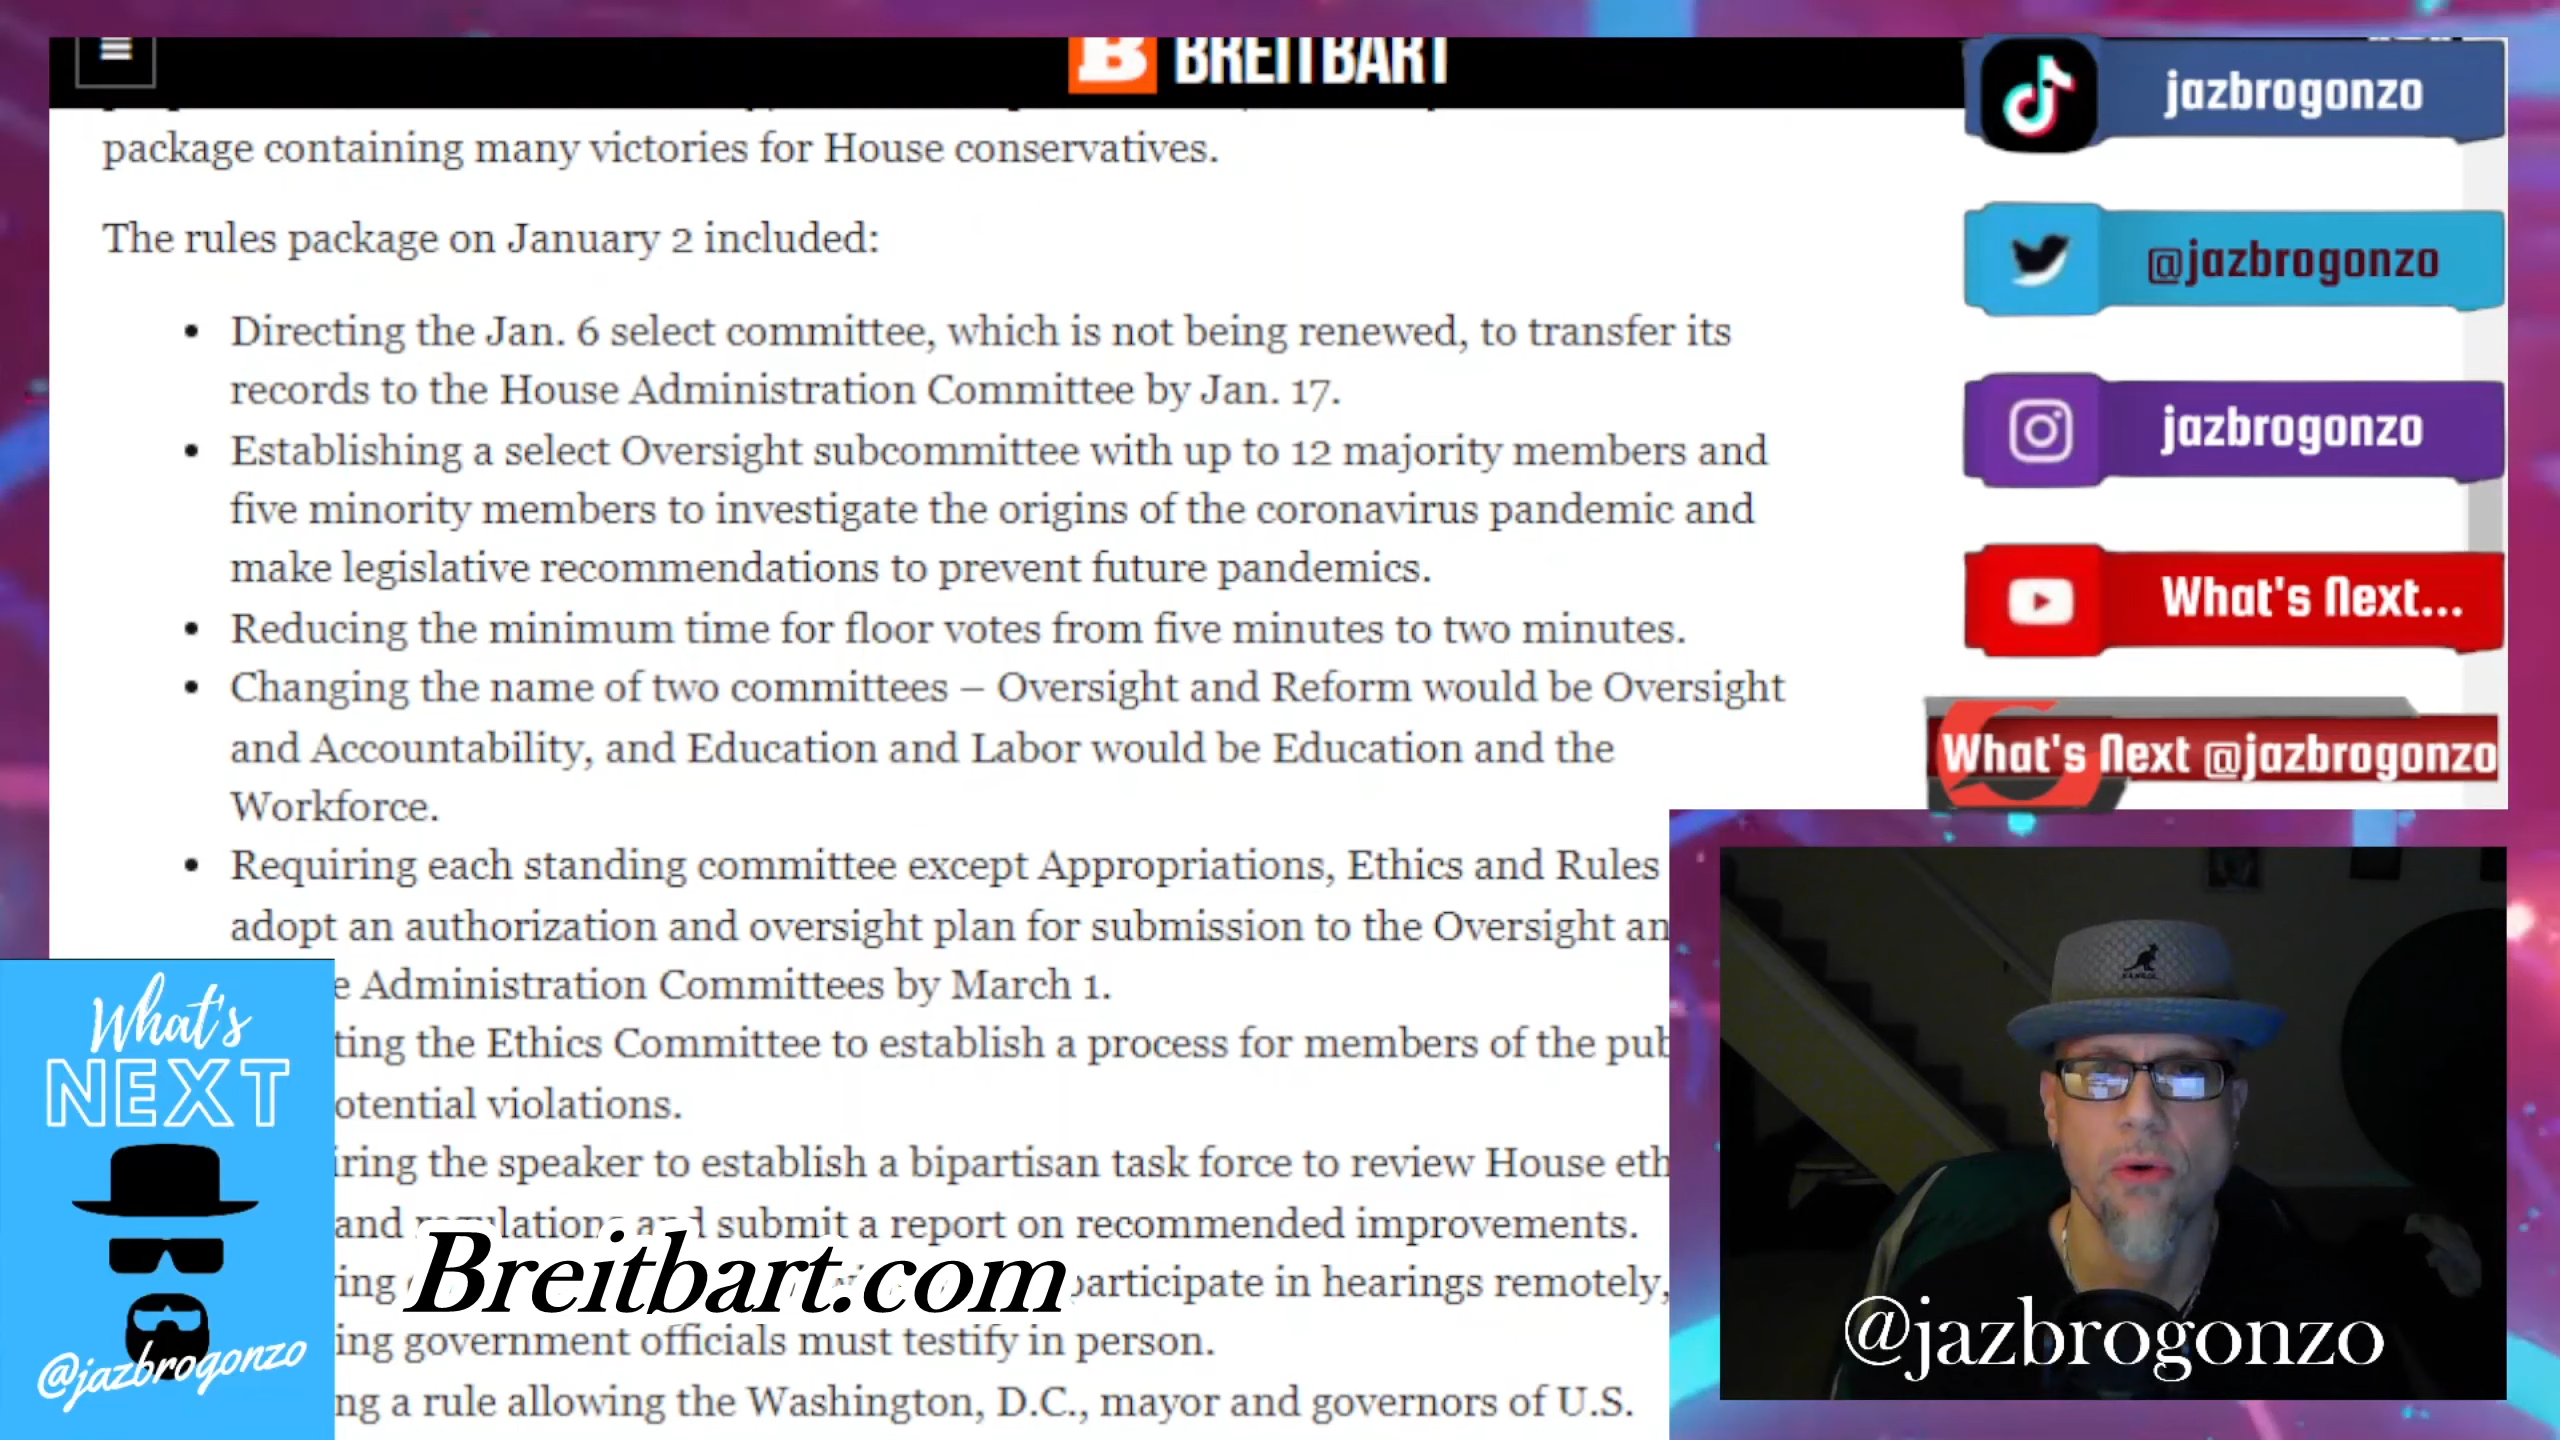 BREITBART
package containing many victories for House conservatives.
The rules package on January 2 included:
• Directing the Jan. 6 select committee, which is not being renewed, to transfer its
records to the House Administration Committee by Jan. 17.
• Establishing a select Oversight subcommittee with up to 12 majority members and
five minority members to investigate the origins of the coronavirus pandemic and
make legislative recommendations to prevent future pandemics.
• Reducing the minimum time for floor votes from five minutes to two minutes.
• Changing the name of two committees – Oversight and Reform would be Oversight
and Accountability, and Education and Labor would be Education and the
Workforce.
• Requiring each standing committee except Appropriations, Ethics and Rules
adopt an authorization and oversight plan for submission to the Oversight an
e Administration Committees by March 1.
ting the Ethics Committee to establish a process for members of the pub
otential violations.
iring the speaker to establish a bipartisan task force to review House eth
and regulations and submit a report on recommended improvements.
ing participate in hearings remotely,
ing government officials must testify in person.
ng a rule allowing the Washington, D.C., mayor and governors of U.S.
Breitbart.com
What's
NEXT
@jazbrogonzo
jazbrogonzo
@jazbrogonzo
jazbrogonzo
What's Next...
What's Next @jazbrogonzo
KANGOL
@jazbrogonzo